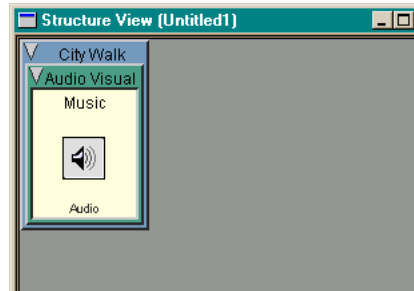 Structure View (Untitled1)
City Walk
Audio Visual
Music
Audio